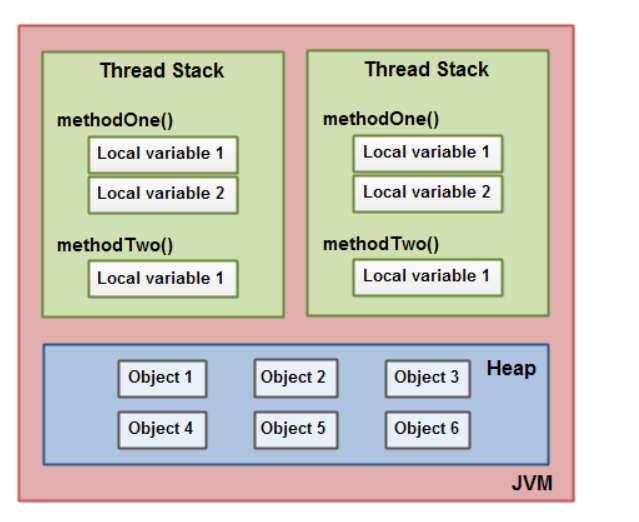 Thread Stack
methodOne()
Local variable 1
Local variable 2
methodTwo()
Local variable 1
Thread Stack
methodOne()
Local variable 1
Local variable 2
methodTwo()
Local variable 1
Heap
Object 1
Object 2
Object 3
Object 4
Object 5
Object 6
JVM